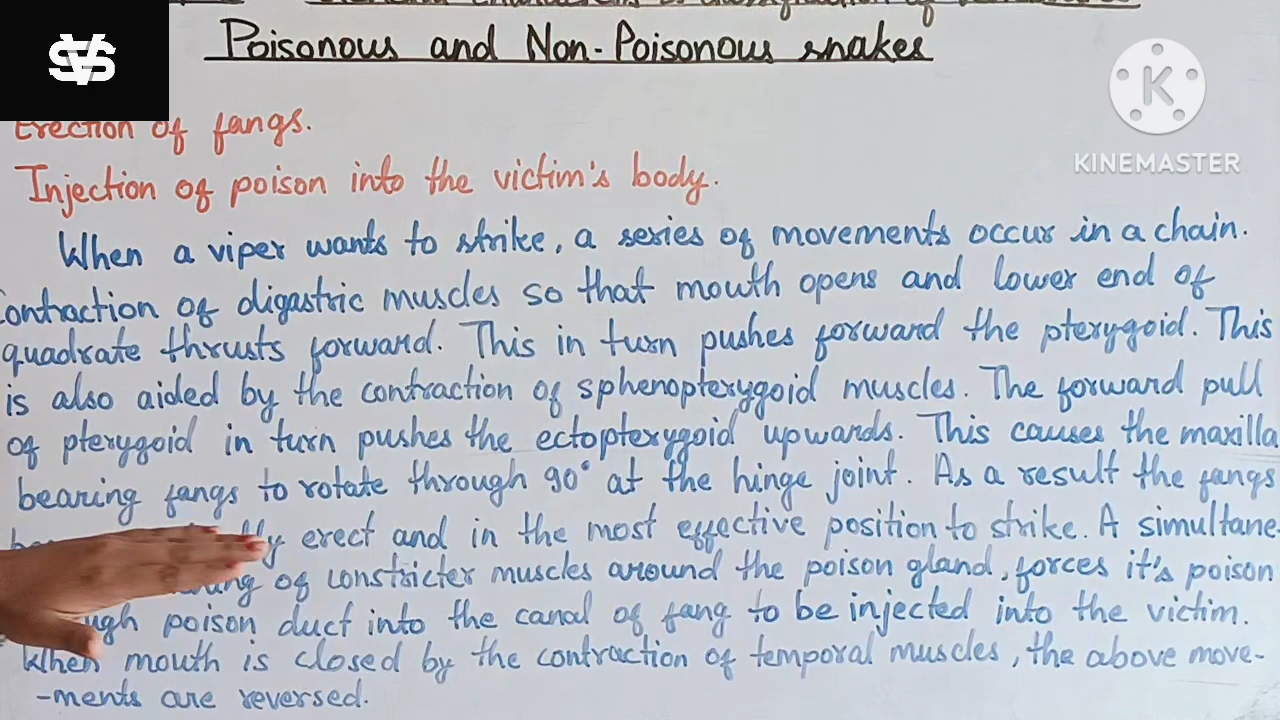 Poisonous and Non-Poisonous snakes
SVS
K
KINEMASTER
Erection of fangs.
Injection of poison into the victim's body.
When a viper wants to strike, a series of movements occur in a chain.
Contraction of digastric muscles so that mouth opens and lower end of
quadrate thrusts forward. This in turn pushes forward the pterygoid. This
is also aided by the contraction of sphenopterygoid muscles. The forward pull
of pterygoid in turn pushes the ectopterygoid upwards. This causes the maxilla
bearing fangs to rotate through 90° at the hinge joint. As a result the fangs
erect and in the most effective position to strike. A simultane-
of constricter muscles around the poison gland, forces it's poison
poison duct into the canal of fang to be injected into the victim.
When mouth is closed by the contraction of temporal muscles, the above move-
-ments are reversed.